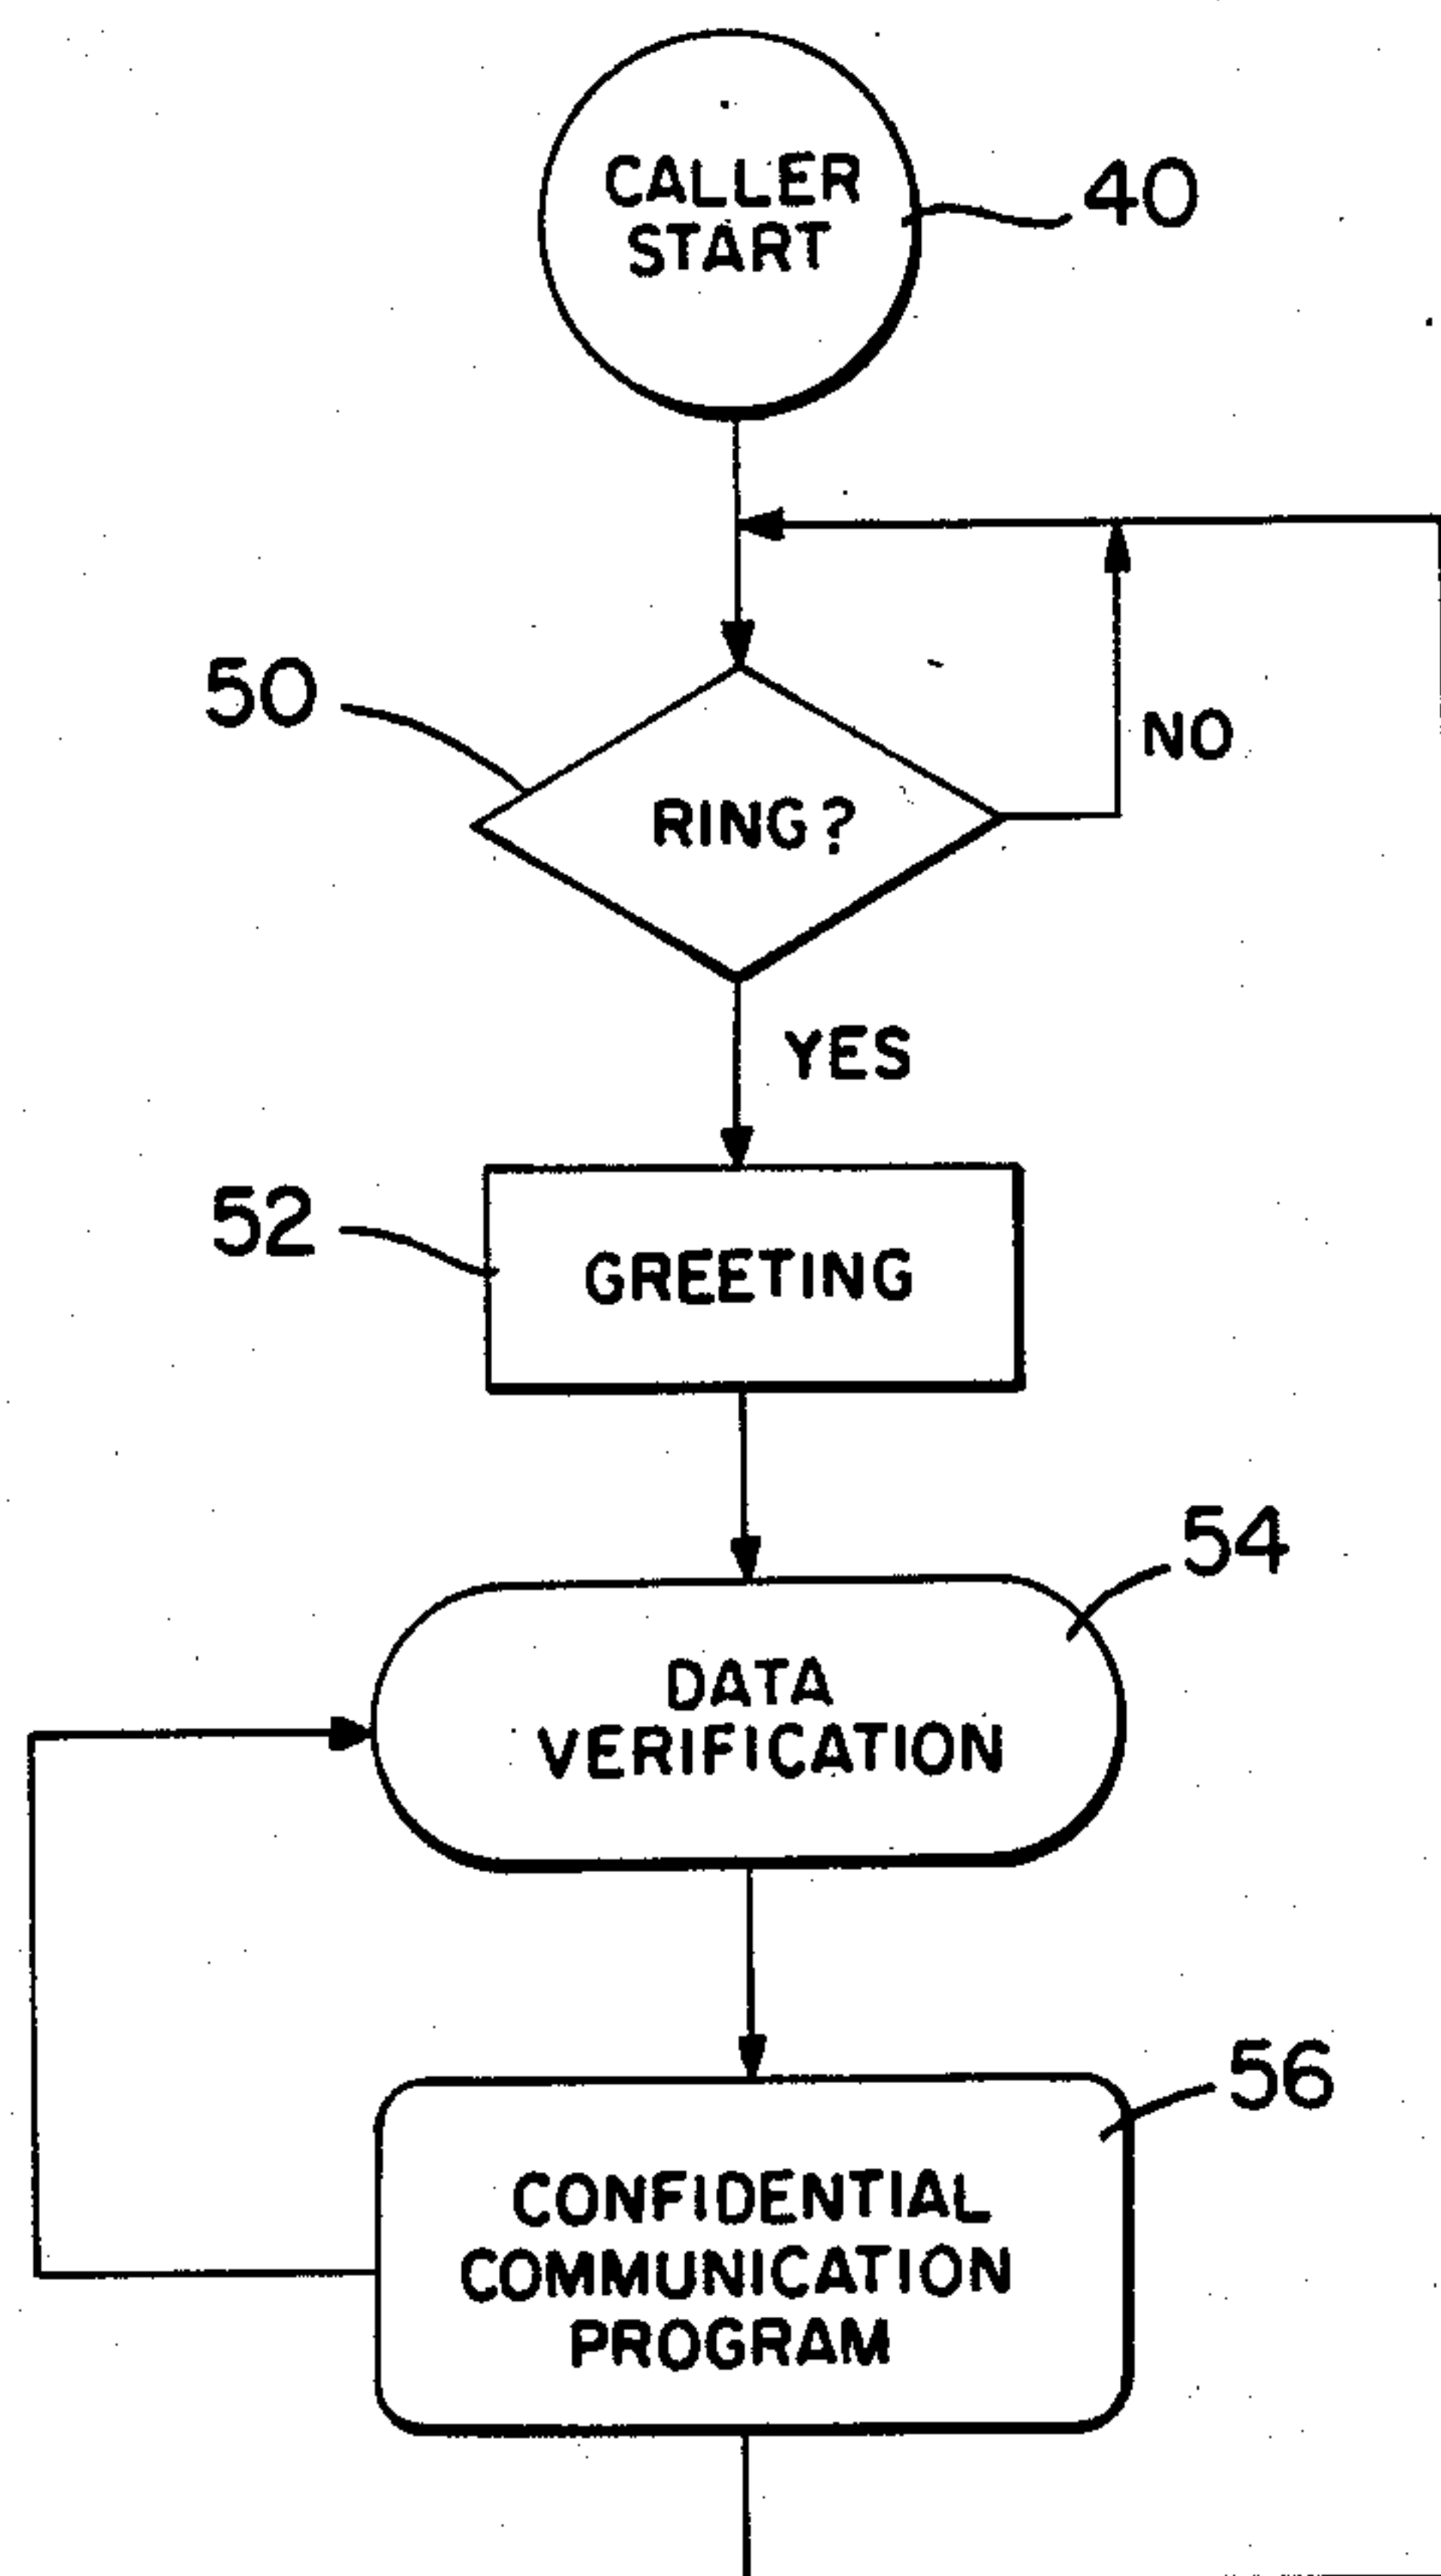 CALLER
START
40
50
NO
RING?
YES
52
GREETING
54
DATA
VERIFICATION
56
CONFIDENTIAL
COMMUNICATION
PROGRAM